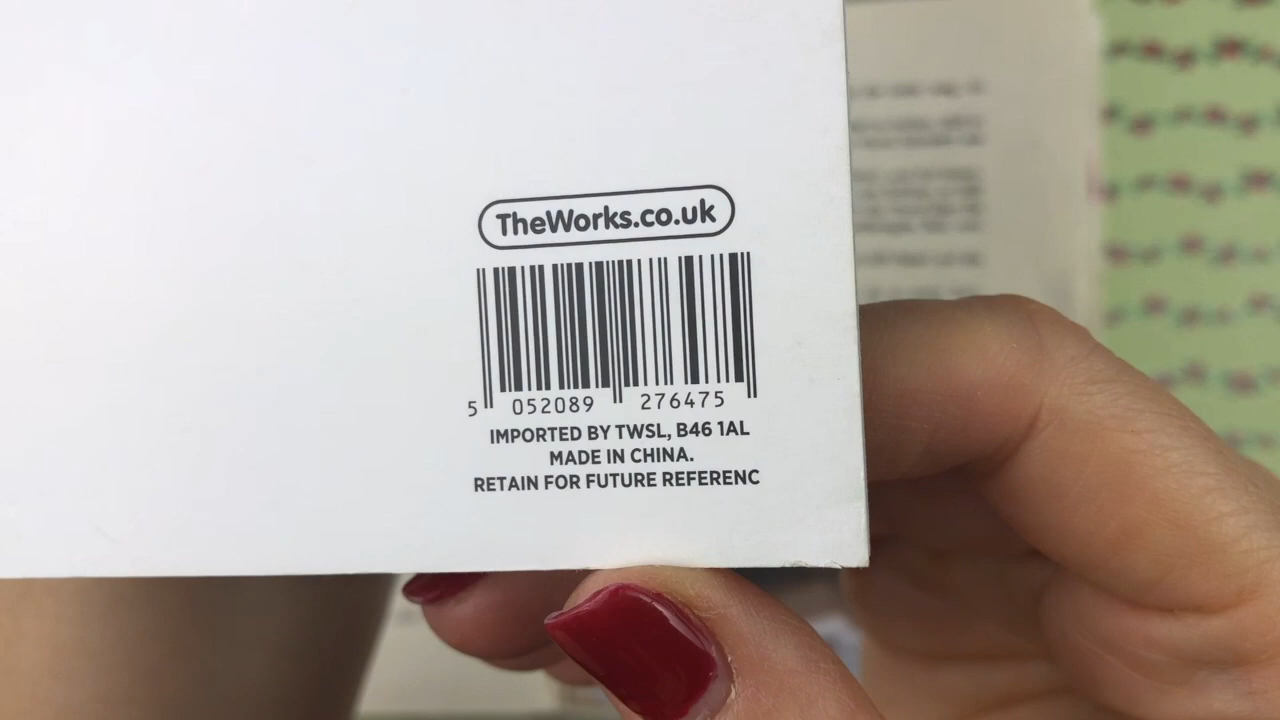 TheWorks.co.uk
5 052089 276475
IMPORTED BY TWSL, B46 1AL
MADE IN CHINA.
RETAIN FOR FUTURE REFERENC